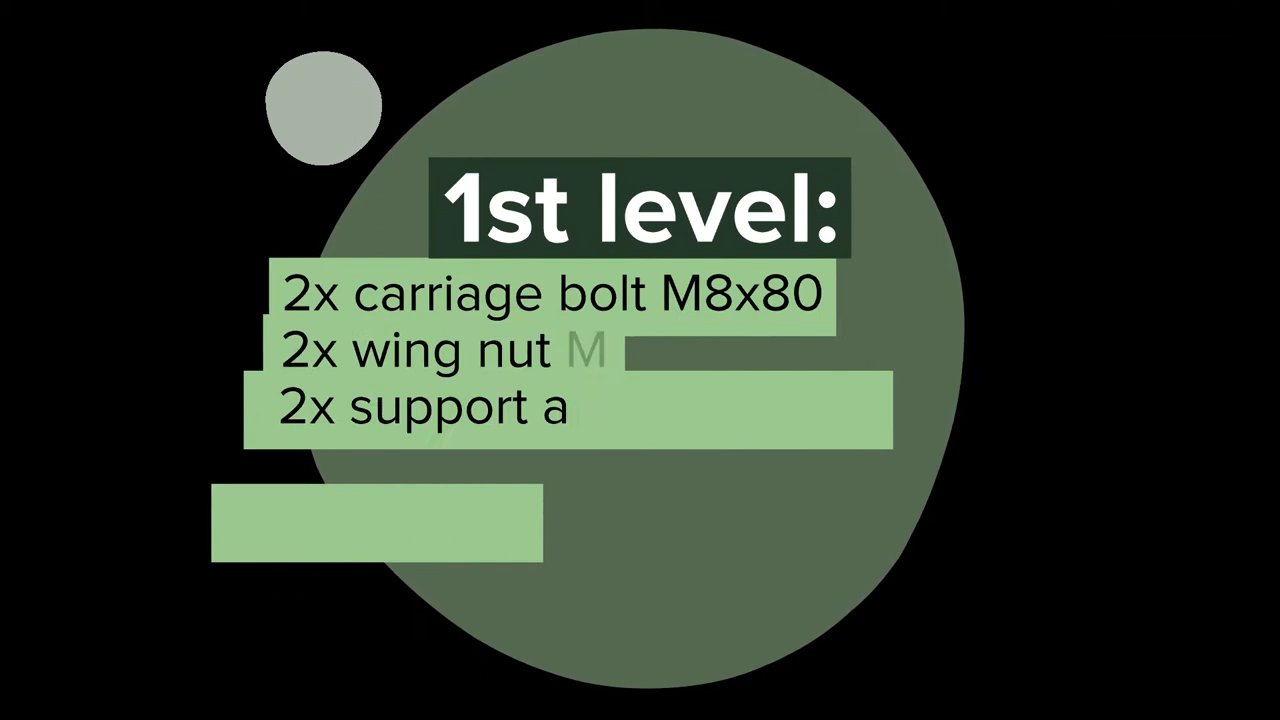 1st level:
2x carriage bolt M8x80
2x wing nut M
2x support a